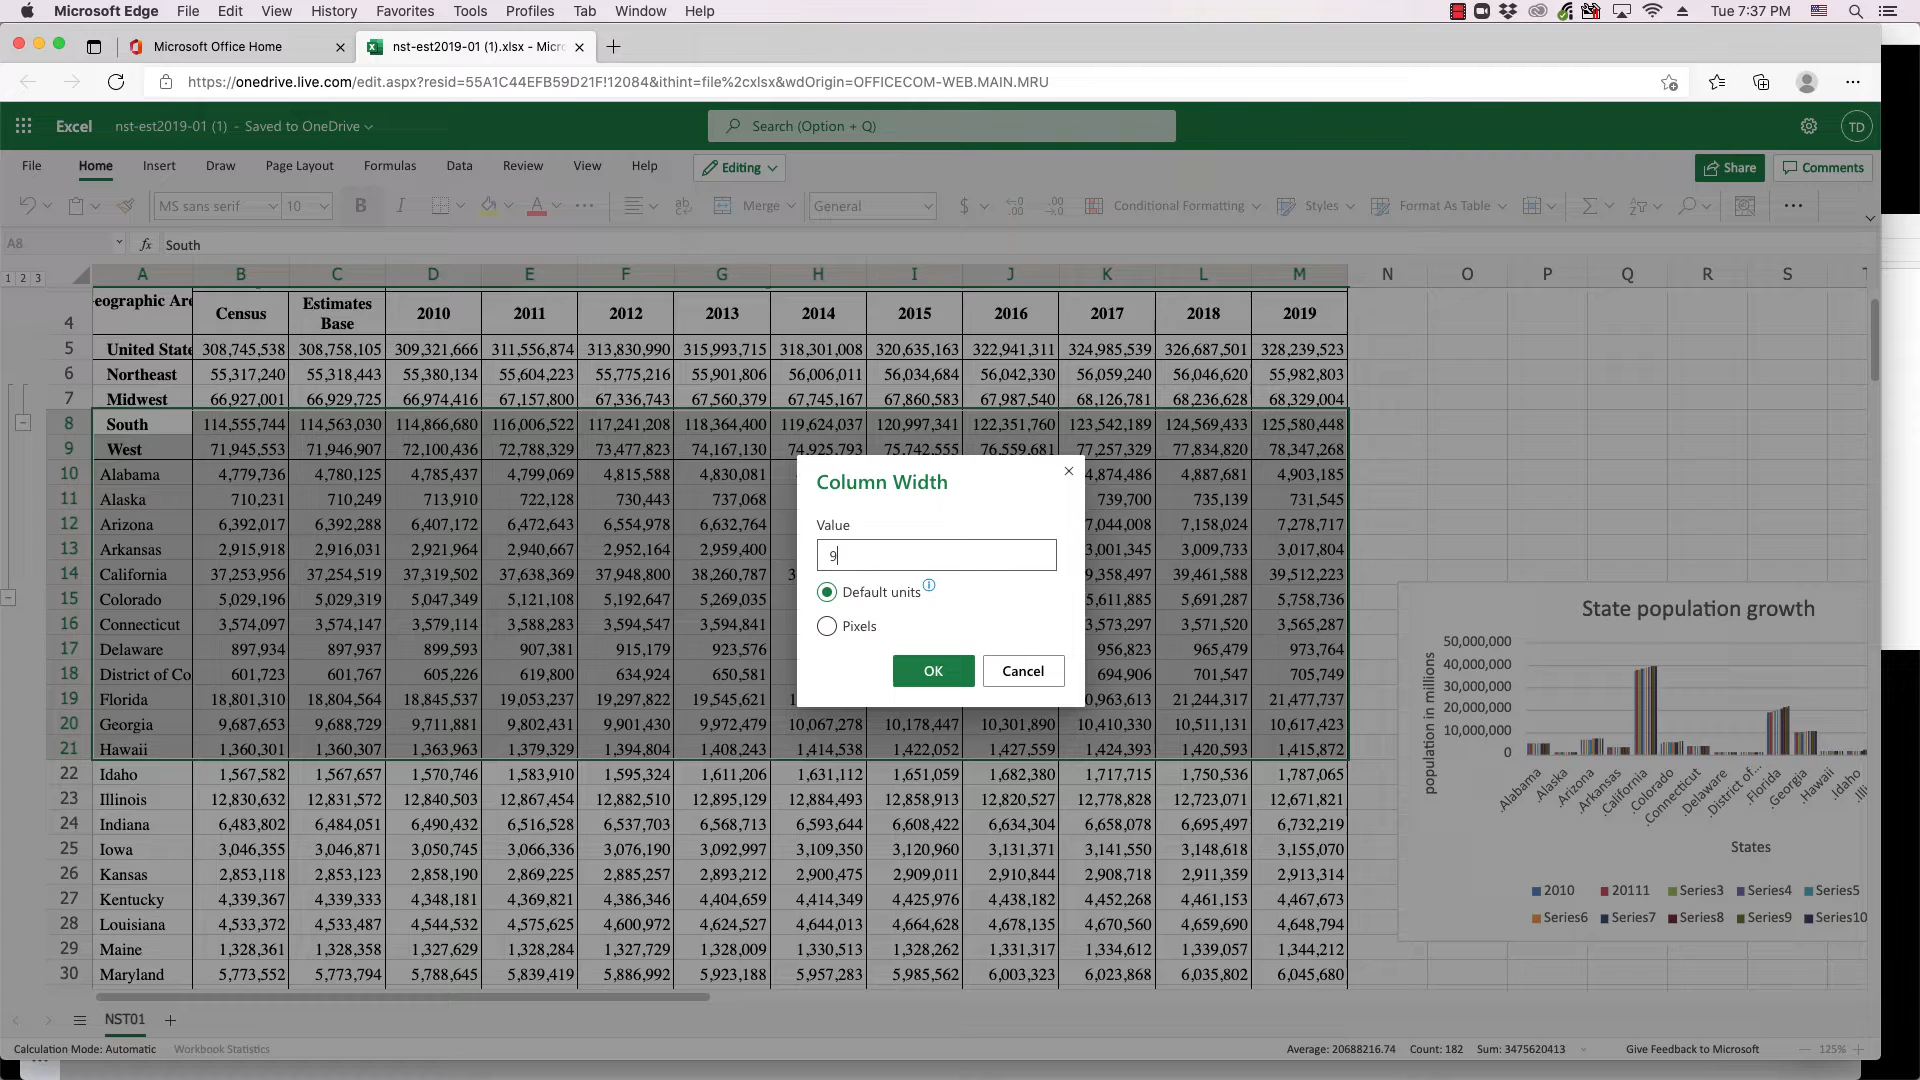 Microsoft Edge File Edit View History Favorites Tools Profiles Tab Window Help Tue 7:37 PM
Microsoft Office Home nst-est2019-01 (1).xlsx - Micr
https://onedrive.live.com/edit.aspx?resid=55A1C44EFB59D21F!12084&ithint=file%2cxlsx&wdOrigin=OFFICECOM-WEB.MAIN.MRU
Excel nst-est2019-01 (1) - Saved to OneDrive Search (Option + Q) TD
File Home Insert Draw Page Layout Formulas Data Review View Help Editing Share Comments
MS sans serif 10 B I A ab Merge General $ .00 Conditional Formatting Styles Format As Table
A8 fx South
1 2 3 A B C D E F G H I J K L M N O P Q R S T
4 eographic Are Census Estimates Base 2010 2011 2012 2013 2014 2015 2016 2017 2018 2019
5 United State 308,745,538 308,758,105 309,321,666 311,556,874 313,830,990 315,993,715 318,301,008 320,635,163 322,941,311 324,985,539 326,687,501 328,239,523
6 Northeast 55,317,240 55,318,443 55,380,134 55,604,223 55,775,216 55,901,806 56,006,011 56,034,684 56,042,330 56,059,240 56,046,620 55,982,803
7 Midwest 66,927,001 66,929,725 66,974,416 67,157,800 67,336,743 67,560,379 67,745,167 67,860,583 67,987,540 68,126,781 68,236,628 68,329,004
8 South 114,555,744 114,563,030 114,866,680 116,006,522 117,241,208 118,364,400 119,624,037 120,997,341 122,351,760 123,542,189 124,569,433 125,580,448
9 West 71,945,553 71,946,907 72,100,436 72,788,329 73,477,823 74,167,130 74,925,793 75,742,555 76,559,681 77,257,329 77,834,820 78,347,268
10 Alabama 4,779,736 4,780,125 4,785,437 4,799,069 4,815,588 4,830,081 4,874,486 4,887,681 4,903,185
11 Alaska 710,231 710,249 713,910 722,128 730,443 737,068 739,700 735,139 731,545
12 Arizona 6,392,017 6,392,288 6,407,172 6,472,643 6,554,978 6,632,764 7,044,008 7,158,024 7,278,717
13 Arkansas 2,915,918 2,916,031 2,921,964 2,940,667 2,952,164 2,959,400 3,001,345 3,009,733 3,017,804
14 California 37,253,956 37,254,519 37,319,502 37,638,369 37,948,800 38,260,787 3 9,358,497 39,461,588 39,512,223
15 Colorado 5,029,196 5,029,319 5,047,349 5,121,108 5,192,647 5,269,035 5,611,885 5,691,287 5,758,736
16 Connecticut 3,574,097 3,574,147 3,579,114 3,588,283 3,594,547 3,594,841 3,573,297 3,571,520 3,565,287
17 Delaware 897,934 897,937 899,593 907,381 915,179 923,576 956,823 965,479 973,764
18 District of Co 601,723 601,767 605,226 619,800 634,924 650,581 694,906 701,547 705,749
19 Florida 18,801,310 18,804,564 18,845,537 19,053,237 19,297,822 19,545,621 1 0,963,613 21,244,317 21,477,737
20 Georgia 9,687,653 9,688,729 9,711,881 9,802,431 9,901,430 9,972,479 10,067,278 10,178,447 10,301,890 10,410,330 10,511,131 10,617,423
21 Hawaii 1,360,301 1,360,307 1,363,963 1,379,329 1,394,804 1,408,243 1,414,538 1,422,052 1,427,559 1,424,393 1,420,593 1,415,872
22 Idaho 1,567,582 1,567,657 1,570,746 1,583,910 1,595,324 1,611,206 1,631,112 1,651,059 1,682,380 1,717,715 1,750,536 1,787,065
23 Illinois 12,830,632 12,831,572 12,840,503 12,867,454 12,882,510 12,895,129 12,884,493 12,858,913 12,820,527 12,778,828 12,723,071 12,671,821
24 Indiana 6,483,802 6,484,051 6,490,432 6,516,528 6,537,703 6,568,713 6,593,644 6,608,422 6,634,304 6,658,078 6,695,497 6,732,219
25 Iowa 3,046,355 3,046,871 3,050,745 3,066,336 3,076,190 3,092,997 3,109,350 3,120,960 3,131,371 3,141,550 3,148,618 3,155,070
26 Kansas 2,853,118 2,853,123 2,858,190 2,869,225 2,885,257 2,893,212 2,900,475 2,909,011 2,910,844 2,908,718 2,911,359 2,913,314
27 Kentucky 4,339,367 4,339,333 4,348,181 4,369,821 4,386,346 4,404,659 4,414,349 4,425,976 4,438,182 4,452,268 4,461,153 4,467,673
28 Louisiana 4,533,372 4,533,487 4,544,532 4,575,625 4,600,972 4,624,527 4,644,013 4,664,628 4,678,135 4,670,560 4,659,690 4,648,794
29 Maine 1,328,361 1,328,358 1,327,629 1,328,284 1,327,729 1,328,009 1,330,513 1,328,262 1,331,317 1,334,612 1,339,057 1,344,212
30 Maryland 5,773,552 5,773,794 5,788,645 5,839,419 5,886,992 5,923,188 5,957,283 5,985,562 6,003,323 6,023,868 6,035,802 6,045,680
Column Width
Value
9
Default units
Pixels
OK Cancel
State population growth
population in millions
50,000,000
40,000,000
30,000,000
20,000,000
10,000,000
0
.Alabama .Alaska .Arizona .Arkansas .California .Colorado .Connecticut .Delaware .District of... .Florida .Georgia .Hawaii .Idaho .Illi
States
2010 20111 Series3 Series4 Series5
Series6 Series7 Series8 Series9 Series10
NST01
Calculation Mode: Automatic Workbook Statistics Average: 20688216.74 Count: 182 Sum: 3475620413 Give Feedback to Microsoft 125%